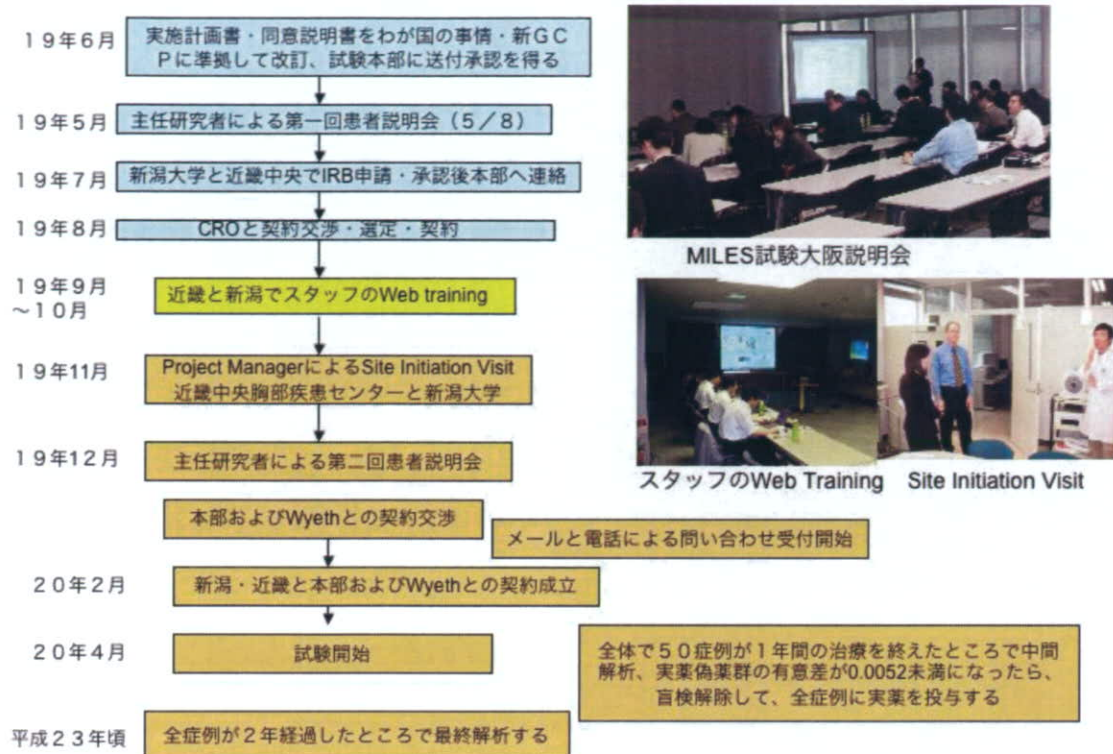 19年6月
実施計画書・同意説明書をわが国の事情・新GC
Pに準拠して改訂、試験本部に送付承認を得る
19年5月
主任研究者による第一回患者説明会（5／8）
19年7月
新潟大学と近畿中央でIRB申請・承認後本部へ連絡
19年8月
CROと契約交渉・選定・契約
MILES試験大阪説明会
19年9月
～10月
近畿と新潟でスタッフのWeb training
19年11月
Project ManagerによるSite Initiation Visit
近畿中央胸部疾患センターと新潟大学
19年12月
主任研究者による第二回患者説明会
スタッフのWeb Training
Site Initiation Visit
本部およびWyethとの契約交渉
メールと電話による問い合わせ受付開始
20年2月
新潟・近畿と本部およびWyethとの契約成立
20年4月
試験開始
全体で50症例が1年間の治療を終えたところで中間
解析、実薬偽薬群の有意差が0.0052未満になったら、
盲検解除して、全症例に実薬を投与する
平成23年頃
全症例が2年経過したところで最終解析する